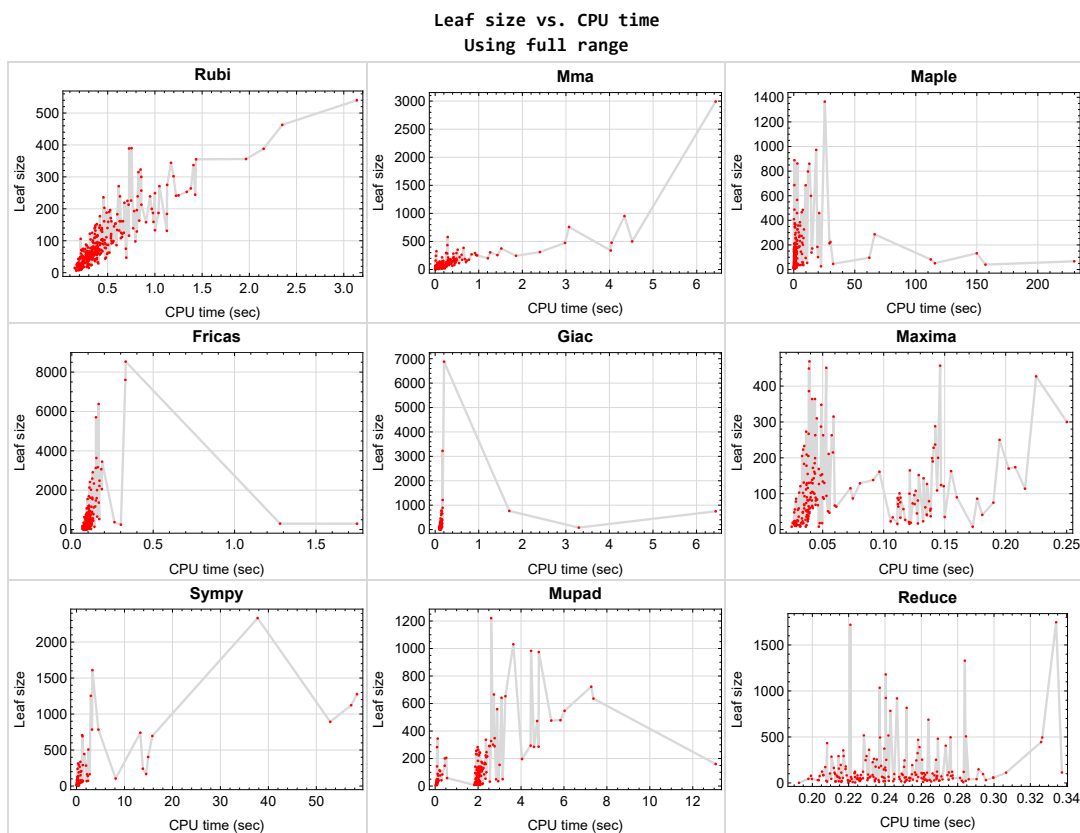 Leaf size vs. CPU time
Using full range
Rubi
Leaf size
500
400
300
200
100
0
0.5 1.0 1.5 2.0 2.5 3.0
CPU time (sec)
Mma
Leaf size
3000
2500
2000
1500
1000
500
0
0 1 2 3 4 5 6
CPU time (sec)
Maple
Leaf size
1400
1200
1000
800
600
400
200
0
0 50 100 150 200
CPU time (sec)
Fricas
Leaf size
8000
6000
4000
2000
0
0.0 0.5 1.0 1.5
CPU time (sec)
Giac
Leaf size
7000
6000
5000
4000
3000
2000
1000
0
0 1 2 3 4 5 6
CPU time (sec)
Maxima
Leaf size
400
300
200
100
0
0.05 0.10 0.15 0.20 0.25
CPU time (sec)
Sympy
Leaf size
2000
1500
1000
500
0
0 10 20 30 40 50
CPU time (sec)
Mupad
Leaf size
1200
1000
800
600
400
200
0
0 2 4 6 8 10 12
CPU time (sec)
Reduce
Leaf size
1500
1000
500
0
0.20 0.22 0.24 0.26 0.28 0.30 0.32 0.34
CPU time (sec)